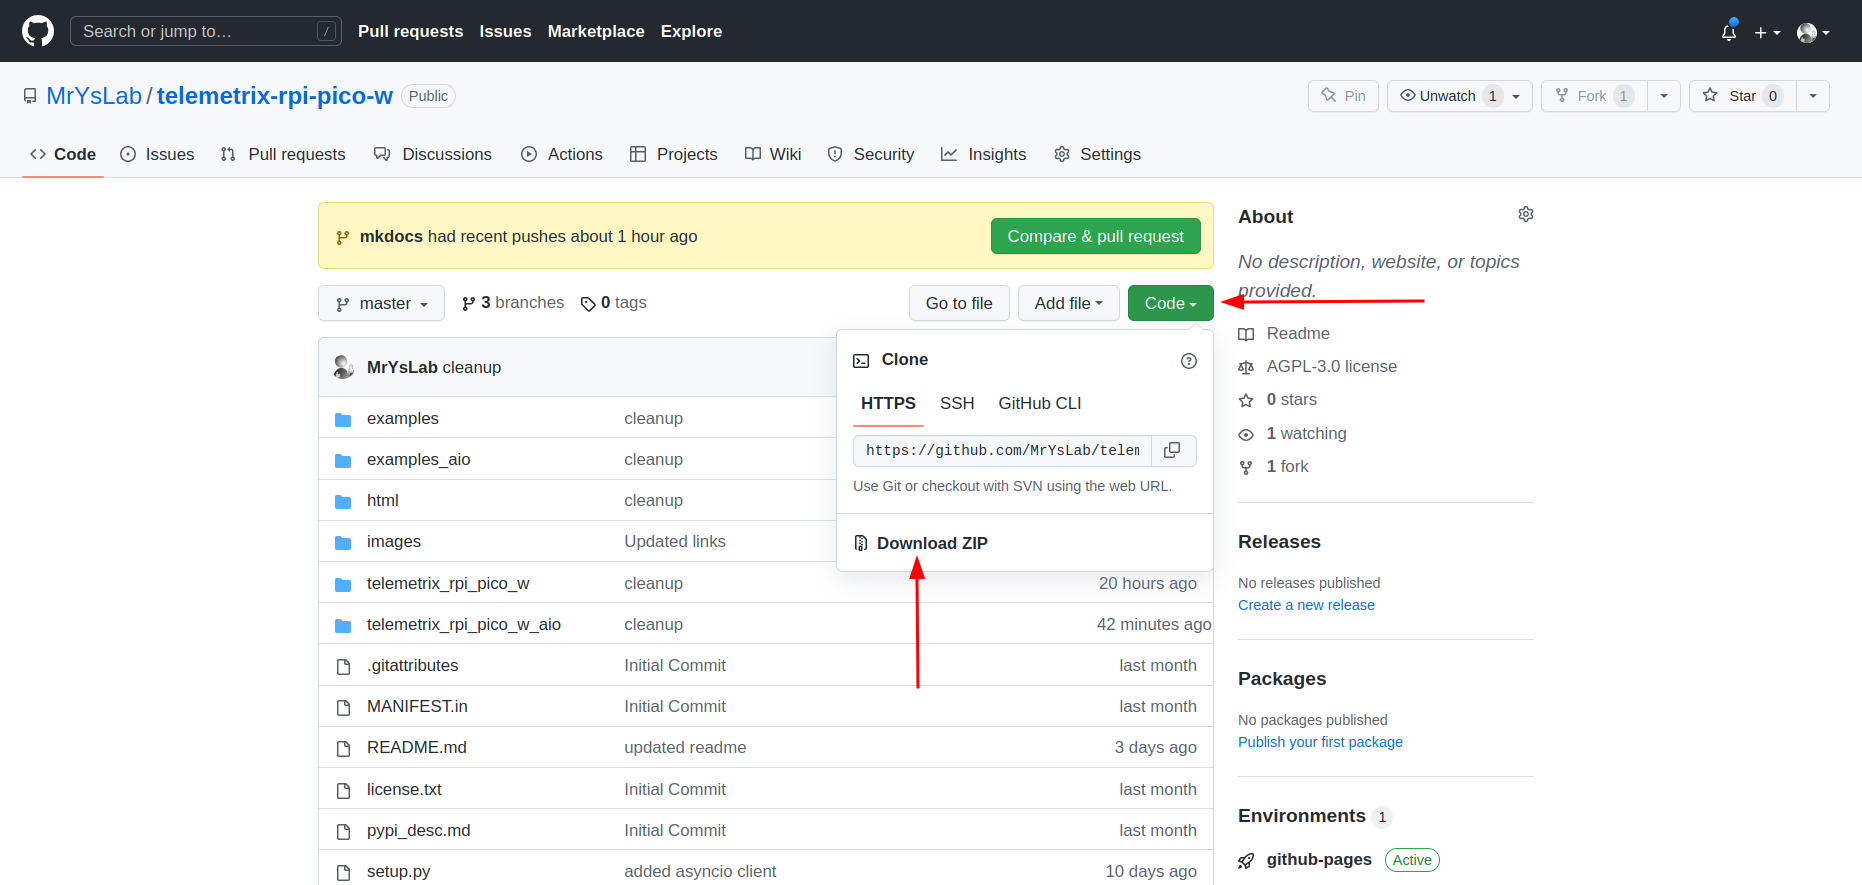 Search or jump to… / Pull requests Issues Marketplace Explore
MrYsLab / telemetrix-rpi-pico-w Public Pin Unwatch 1 Fork 1 Star 0
Code Issues Pull requests Discussions Actions Projects Wiki Security Insights Settings
mkdocs had recent pushes about 1 hour ago Compare & pull request
master 3 branches 0 tags Go to file Add file Code
MrYsLab cleanup
examples cleanup
examples_aio cleanup
html cleanup
images Updated links
telemetrix_rpi_pico_w cleanup 20 hours ago
telemetrix_rpi_pico_w_aio cleanup 42 minutes ago
.gitattributes Initial Commit last month
MANIFEST.in Initial Commit last month
README.md updated readme 3 days ago
license.txt Initial Commit last month
pypi_desc.md Initial Commit last month
setup.py added asyncio client 10 days ago
Clone
HTTPS SSH GitHub CLI
https://github.com/MrYsLab/telem
Use Git or checkout with SVN using the web URL.
Download ZIP
About
No description, website, or topics
provided.
Readme
AGPL-3.0 license
0 stars
1 watching
1 fork
Releases
No releases published
Create a new release
Packages
No packages published
Publish your first package
Environments 1
github-pages Active